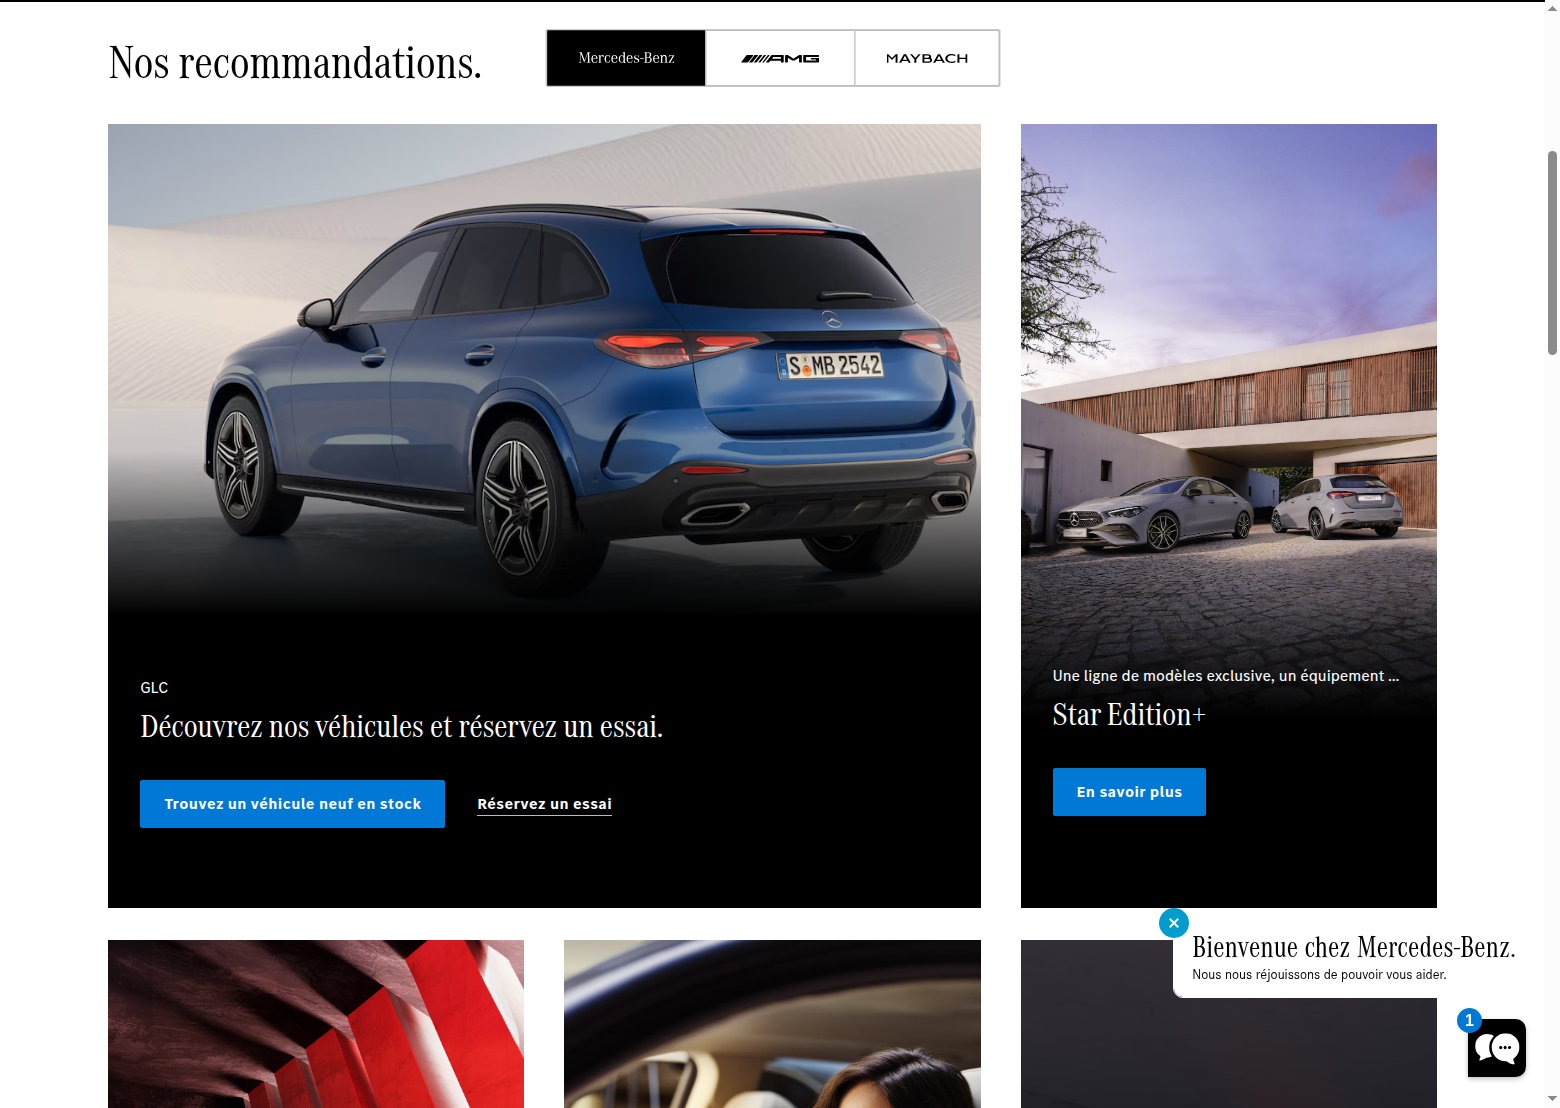 Nos recommandations.
Mercedes-Benz
AMG
MAYBACH
S MB 2542
GLC
Découvrez nos véhicules et réservez un essai.
Trouvez un véhicule neuf en stock
Réservez un essai
Une ligne de modèles exclusive, un équipement ...
Star Edition+
En savoir plus
Bienvenue chez Mercedes-Benz.
Nous nous réjouissons de pouvoir vous aider.
1